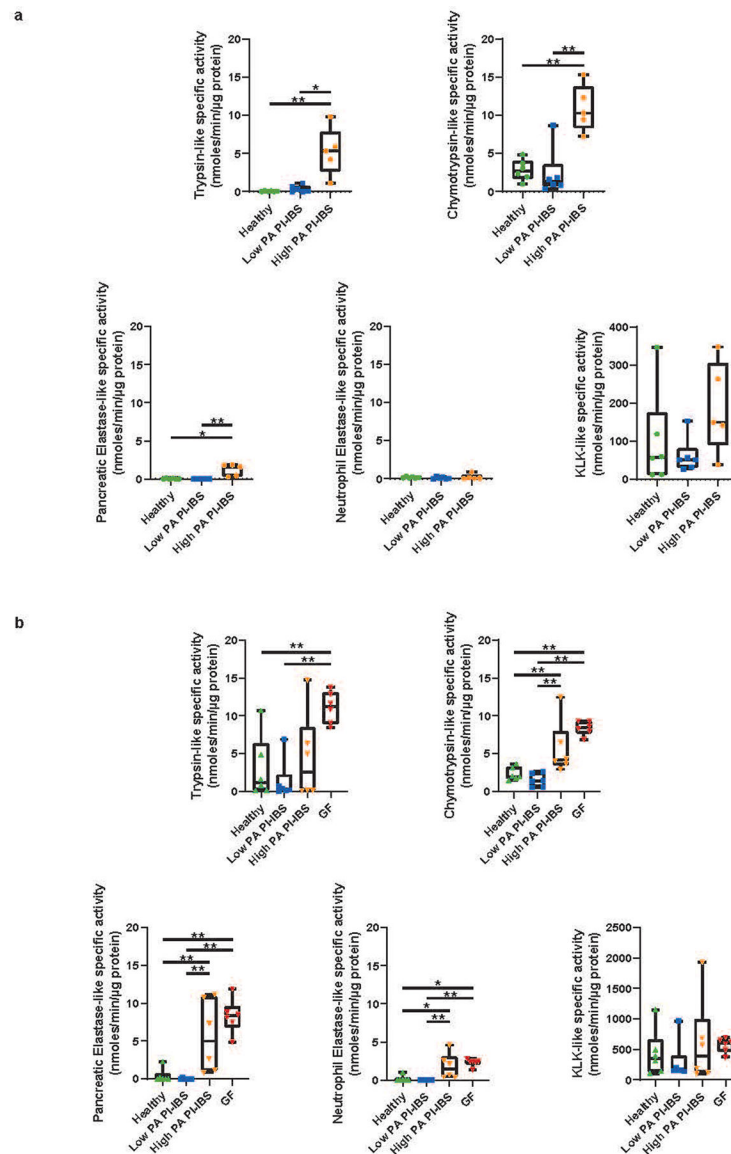 a
Trypsin-like specific activity
(nmoles/min/µg protein)
20
15
10
5
0
*
**
Healthy
Low PA PI-IBS
High PA PI-IBS
Chymotrypsin-like specific activity
(nmoles/min/µg protein)
20
15
10
5
0
**
**
Healthy
Low PA PI-IBS
High PA PI-IBS
Pancreatic Elastase-like specific activity
(nmoles/min/µg protein)
20
15
10
5
0
**
*
Healthy
Low PA PI-IBS
High PA PI-IBS
Neutrophil Elastase-like specific activity
(nmoles/min/µg protein)
20
15
10
5
0
Healthy
Low PA PI-IBS
High PA PI-IBS
KLK-like specific activity
(nmoles/min/µg protein)
400
300
200
100
0
Healthy
Low PA PI-IBS
High PA PI-IBS
b
Trypsin-like specific activity
(nmoles/min/µg protein)
20
15
10
5
0
**
**
Healthy
Low PA PI-IBS
High PA PI-IBS
GF
Chymotrypsin-like specific activity
(nmoles/min/µg protein)
20
15
10
5
0
**
**
**
**
Healthy
Low PA PI-IBS
High PA PI-IBS
GF
Pancreatic Elastase-like specific activity
(nmoles/min/µg protein)
20
15
10
5
0
**
**
**
**
Healthy
Low PA PI-IBS
High PA PI-IBS
GF
Neutrophil Elastase-like specific activity
(nmoles/min/µg protein)
20
15
10
5
0
*
**
*
**
Healthy
Low PA PI-IBS
High PA PI-IBS
GF
KLK-like specific activity
(nmoles/min/µg protein)
2500
2000
1500
1000
500
0
Healthy
Low PA PI-IBS
High PA PI-IBS
GF